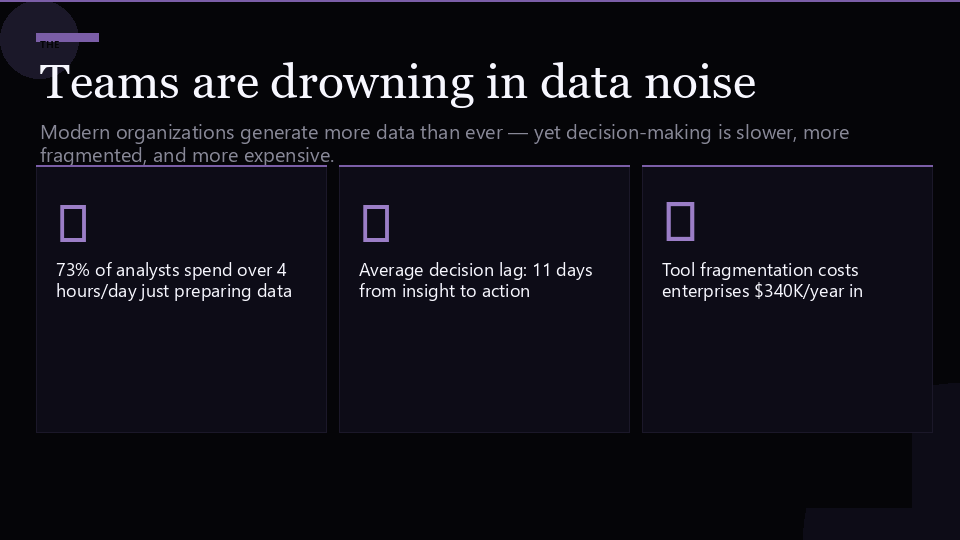 THE
Teams are drowning in data noise
Modern organizations generate more data than ever — yet decision-making is slower, more
fragmented, and more expensive.
73% of analysts spend over 4
hours/day just preparing data
Average decision lag: 11 days
from insight to action
Tool fragmentation costs
enterprises $340K/year in